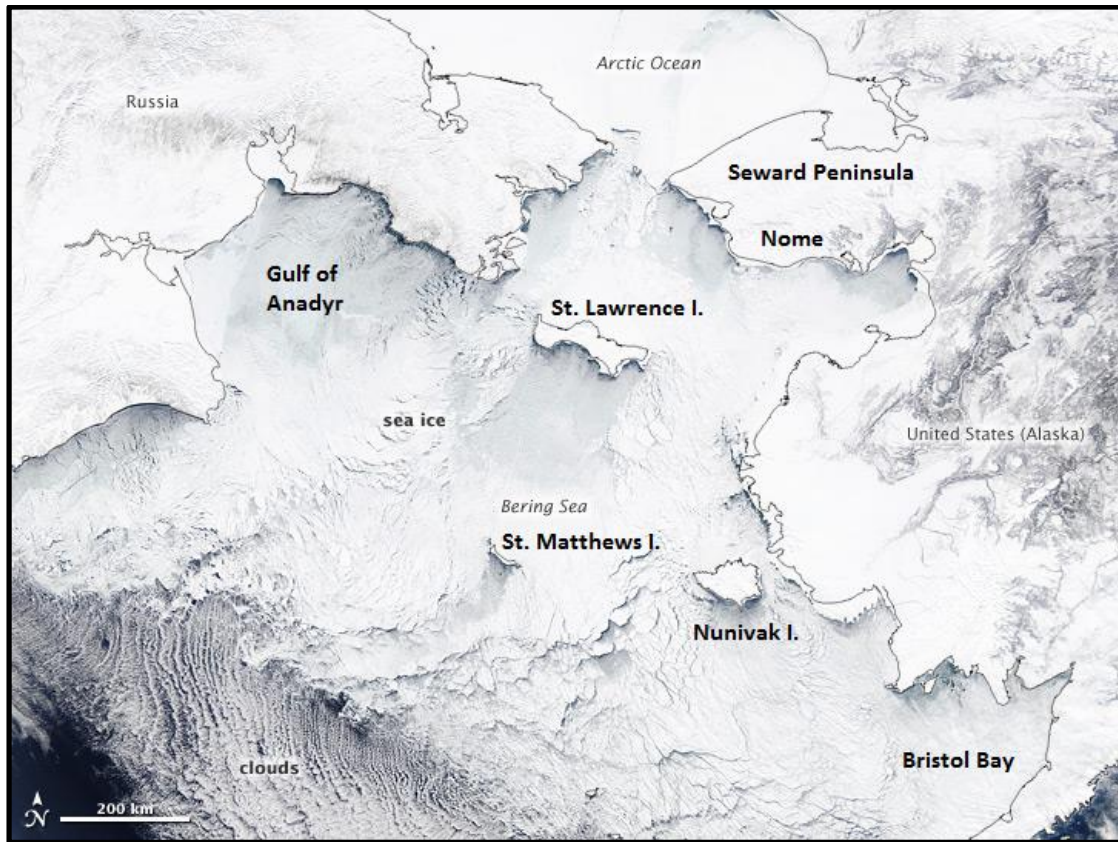 Arctic Ocean
Russia
Seward Peninsula
Nome
Gulf of
Anadyr
St. Lawrence I.
sea ice
United States (Alaska)
Bering Sea
St. Matthews I.
Nunivak I.
Bristol Bay
clouds
200 km
N